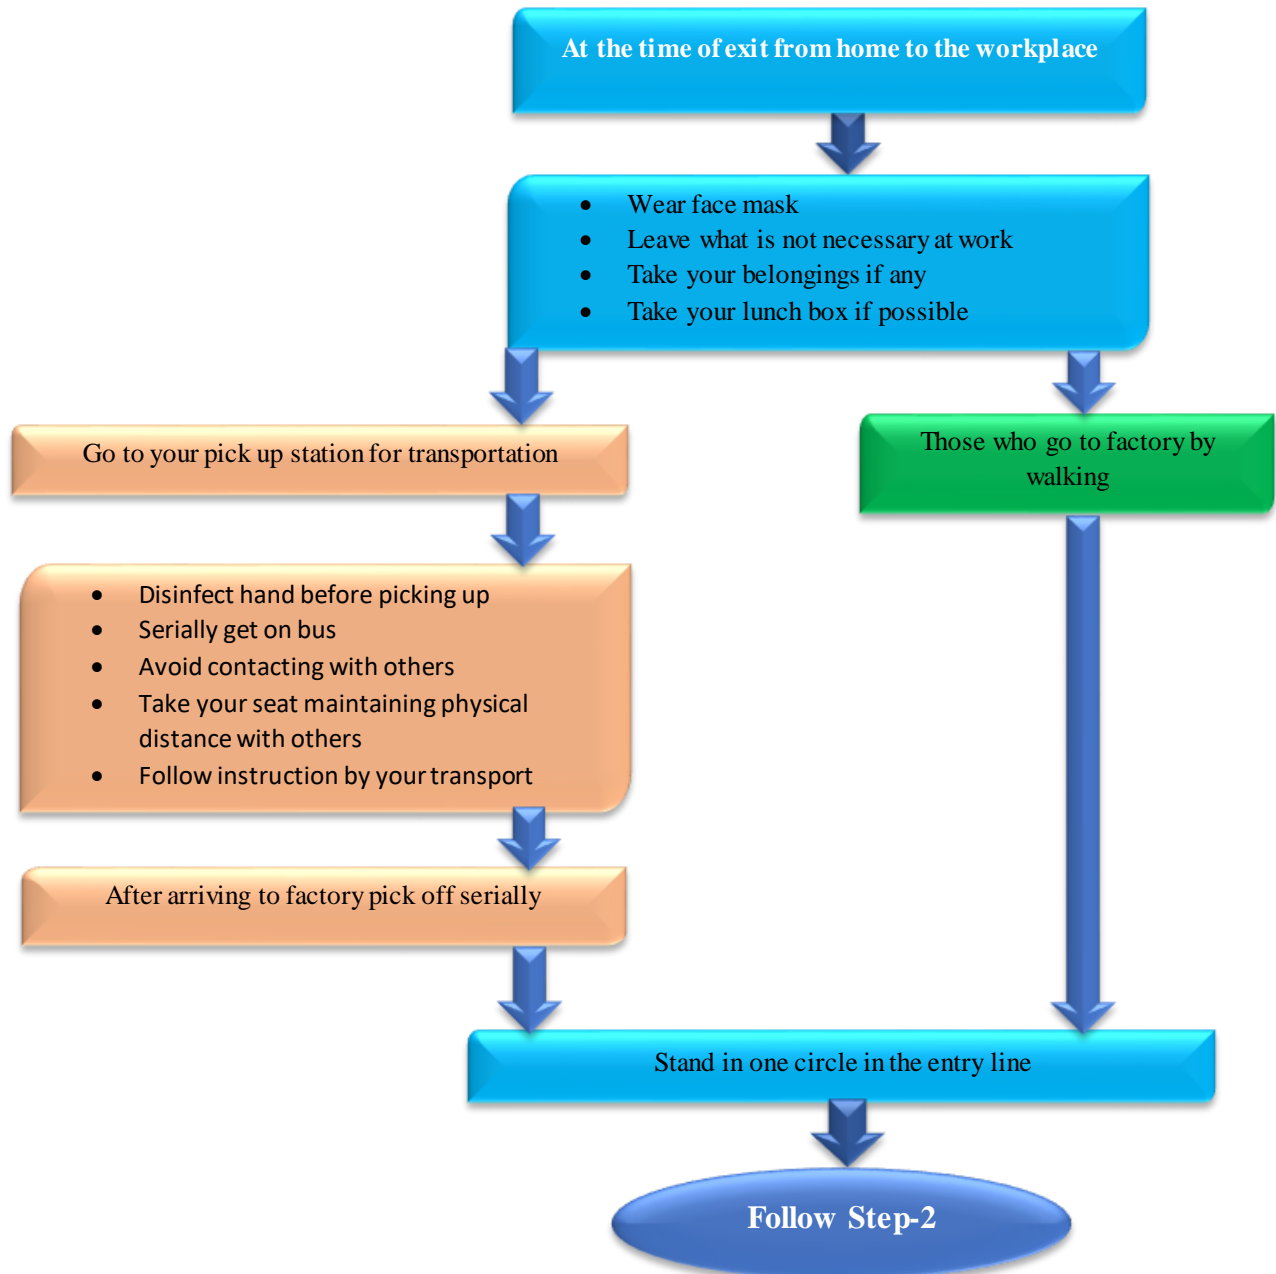 At the time of exit from home to the workplace
• Wear face mask
• Leave what is not necessary at work
• Take your belongings if any
• Take your lunch box if possible
Go to your pick up station for transportation
Those who go to factory by
walking
• Disinfect hand before picking up
• Serially get on bus
• Avoid contacting with others
• Take your seat maintaining physical
distance with others
• Follow instruction by your transport
After arriving to factory pick off serially
Stand in one circle in the entry line
Follow Step-2